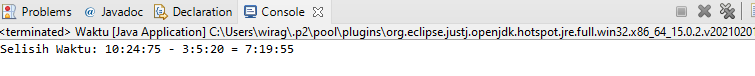 Problems @ Javadoc Declaration Console
<terminated> Waktu [Java Application] C:\Users\wirag\.p2\pool\plugins\org.eclipse.justj.openjdk.hotspot.jre.full.win32.x86_64_15.0.2.v20210201
Selisih Waktu: 10:24:75 - 3:5:20 = 7:19:55